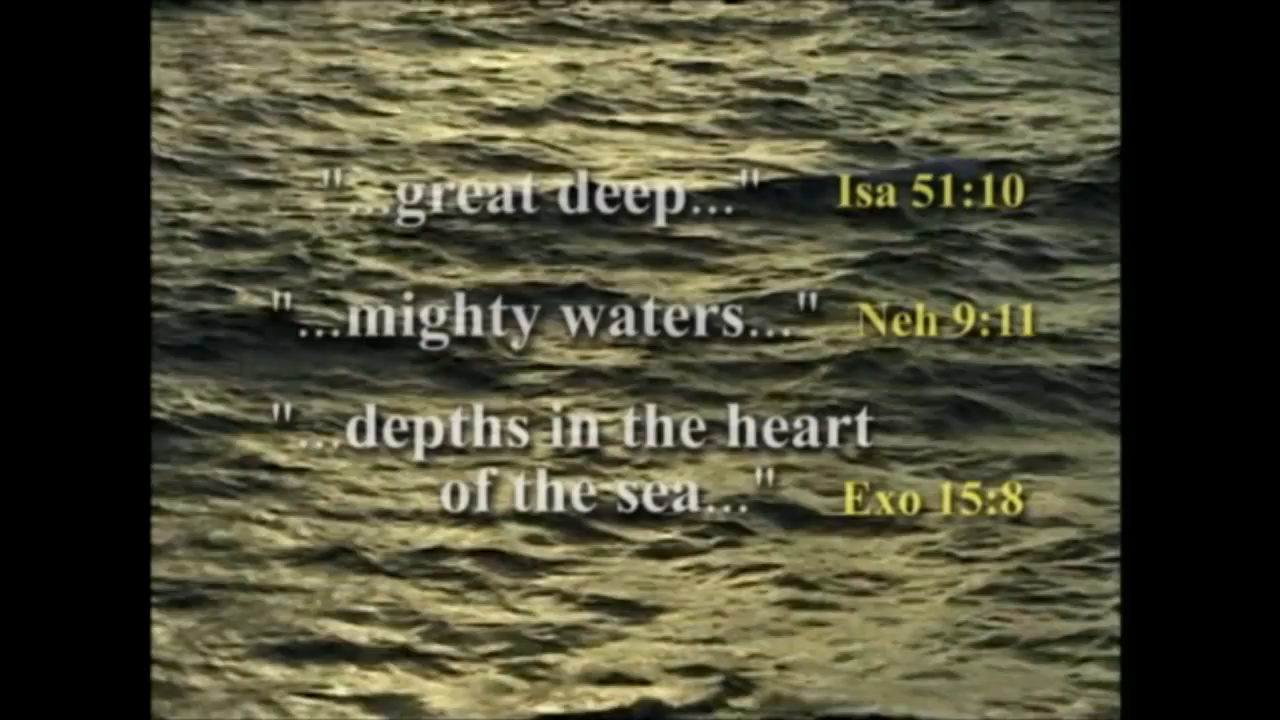 "...great deep..." Isa 51:10
"...mighty waters..." Neh 9:11
"...depths in the heart
of the sea..." Exo 15:8